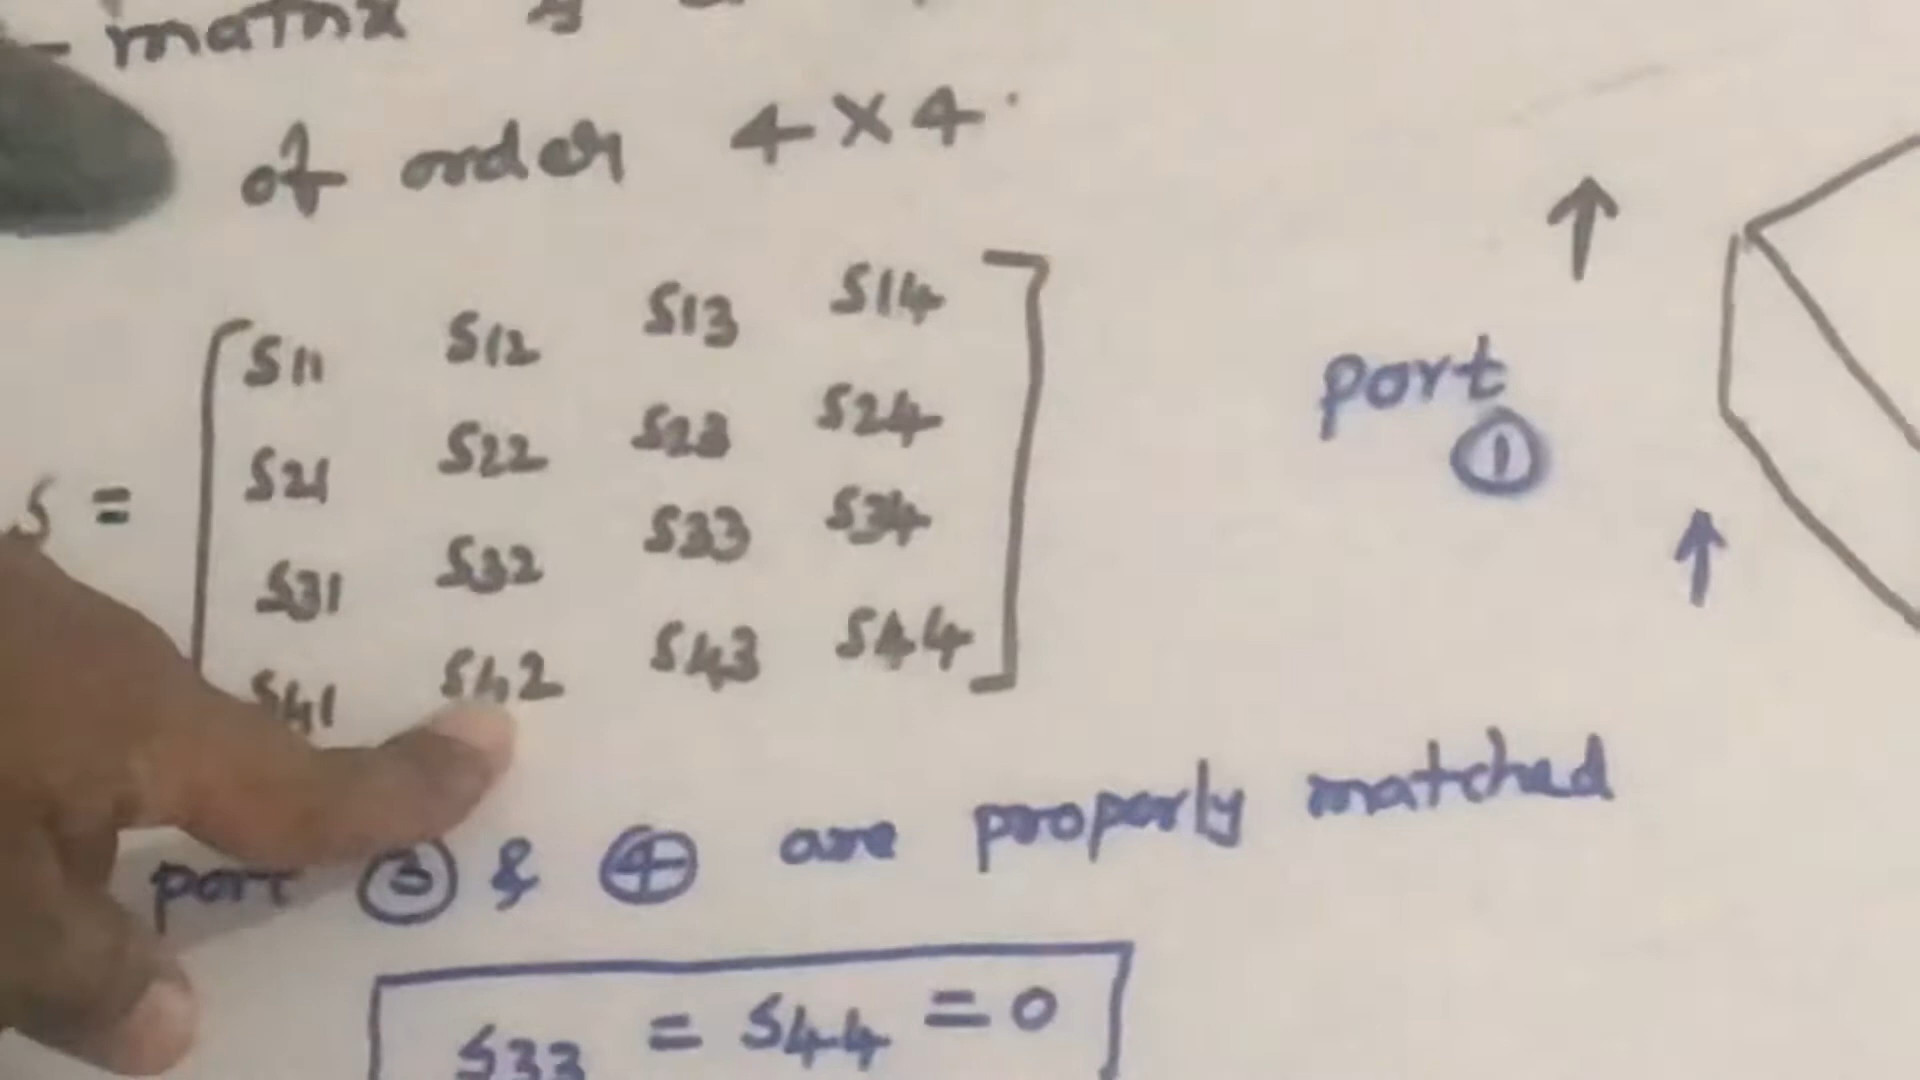 - matrix is
of order 4×4.
S11 S12 S13 S14
S21 S22 S23 S24
S =
S31 S32 S33 S34
S41 S42 S43 S44
port ③ & ④ are properly matched
S33 = S44 = 0
port
①